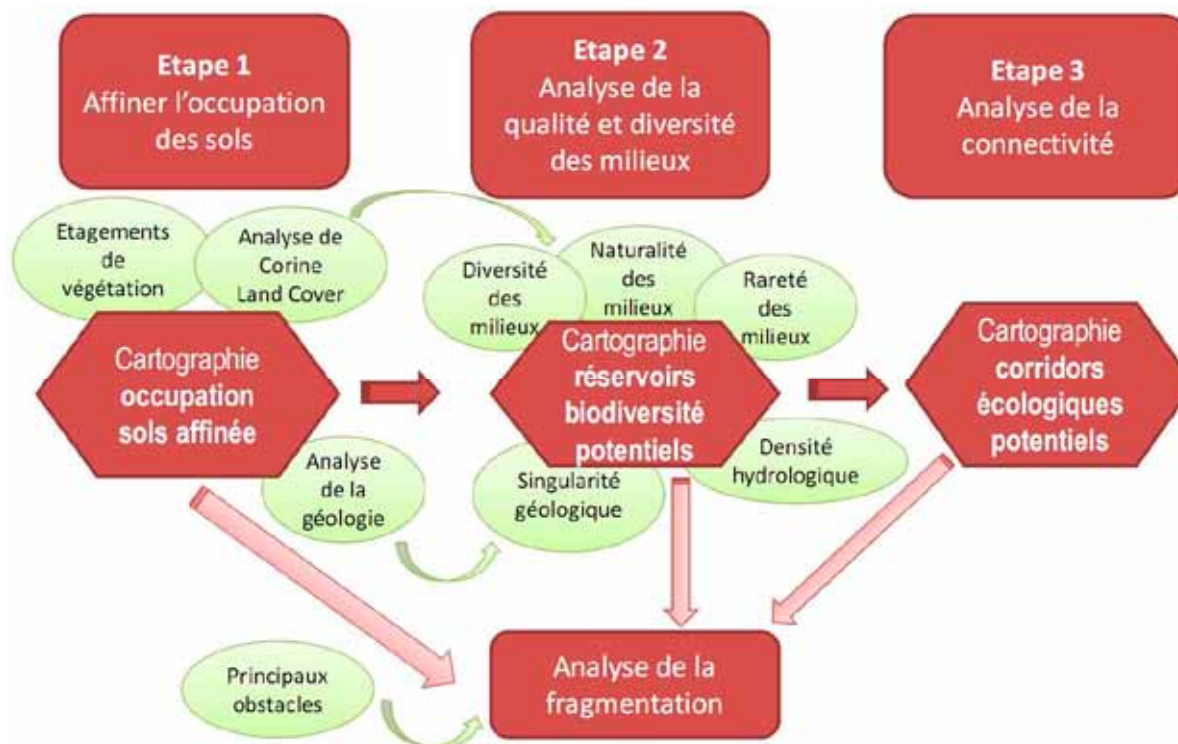 Etape 1
Affiner l'occupation
des sols
Etape 2
Analyse de la
qualité et diversité
des milieux
Etape 3
Analyse de la
connectivité
Etagements
de
végétation
Analyse de
Corine
Land Cover
Diversité
des
milieux
Naturalité
des
milieux
Rareté
des
milieux
Cartographie
occupation
sols affinée
Cartographie
réservoirs
biodiversité
potentiels
Cartographie
corridors
écologiques
potentiels
Analyse
de la
géologie
Singularité
géologique
Densité
hydrologique
Principaux
obstacles
Analyse de la
fragmentation